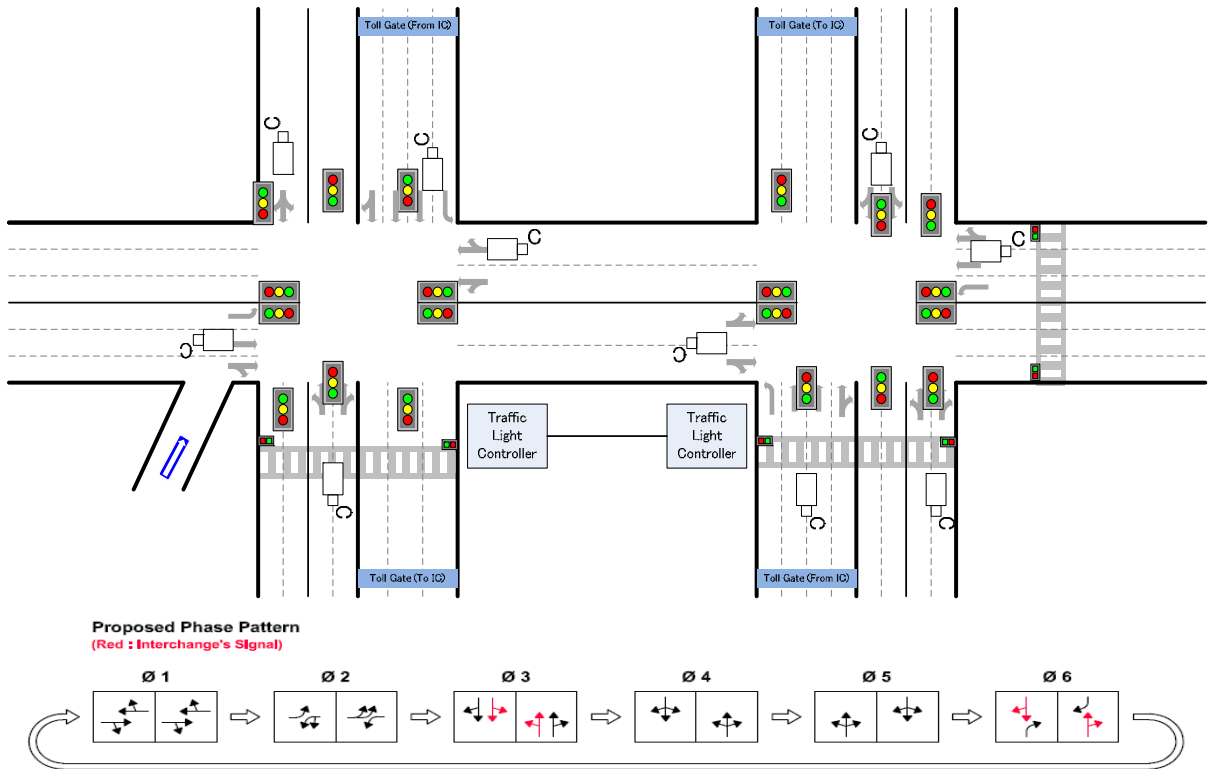 Toll Gate (From IC)
Toll Gate (To IC)
C
C
C
C
C
C
C
Traffic
Light
Controller
Traffic
Light
Controller
C
C
C
Toll Gate (To IC)
Toll Gate (From IC)
Proposed Phase Pattern
(Red : Interchange's Signal)
Ø 1
Ø 2
Ø 3
Ø 4
Ø 5
Ø 6